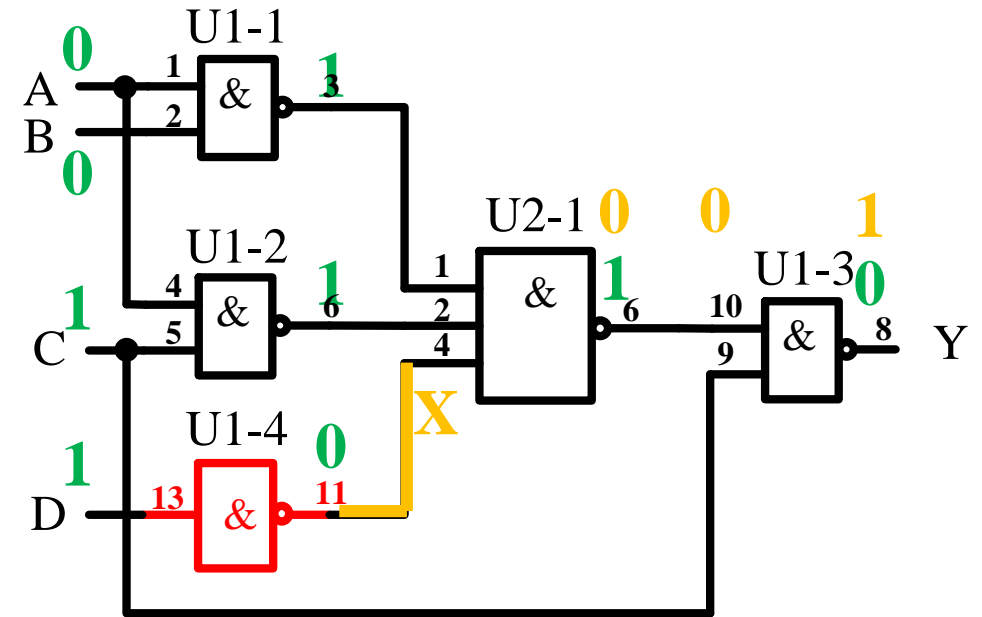 0 U1-1
A 1 & 1 3
B 2
0
U2-1 0 0 1
U1-2 1 & 1 U1-3 0
1 4 & 1 6 2 6 10 & 8 Y
C 5 4 9
X
U1-4 0
1 13 & 11
D